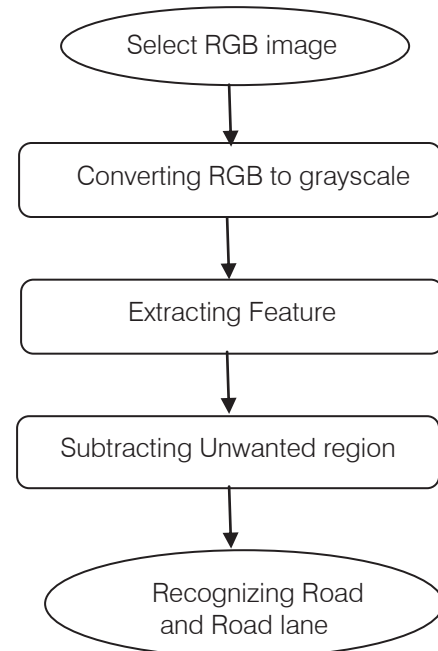 Select RGB image
Converting RGB to grayscale
Extracting Feature
Subtracting Unwanted region
Recognizing Road
and Road lane